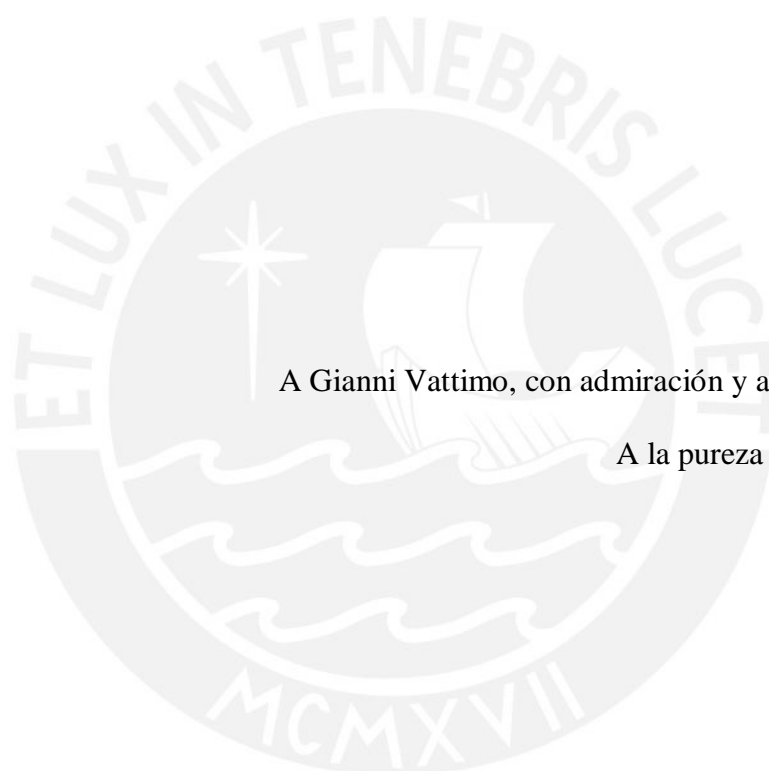 ET LUX IN TENEBRIS LUCET
A Gianni Vattimo, con admiración y a
A la pureza
MCMXVII